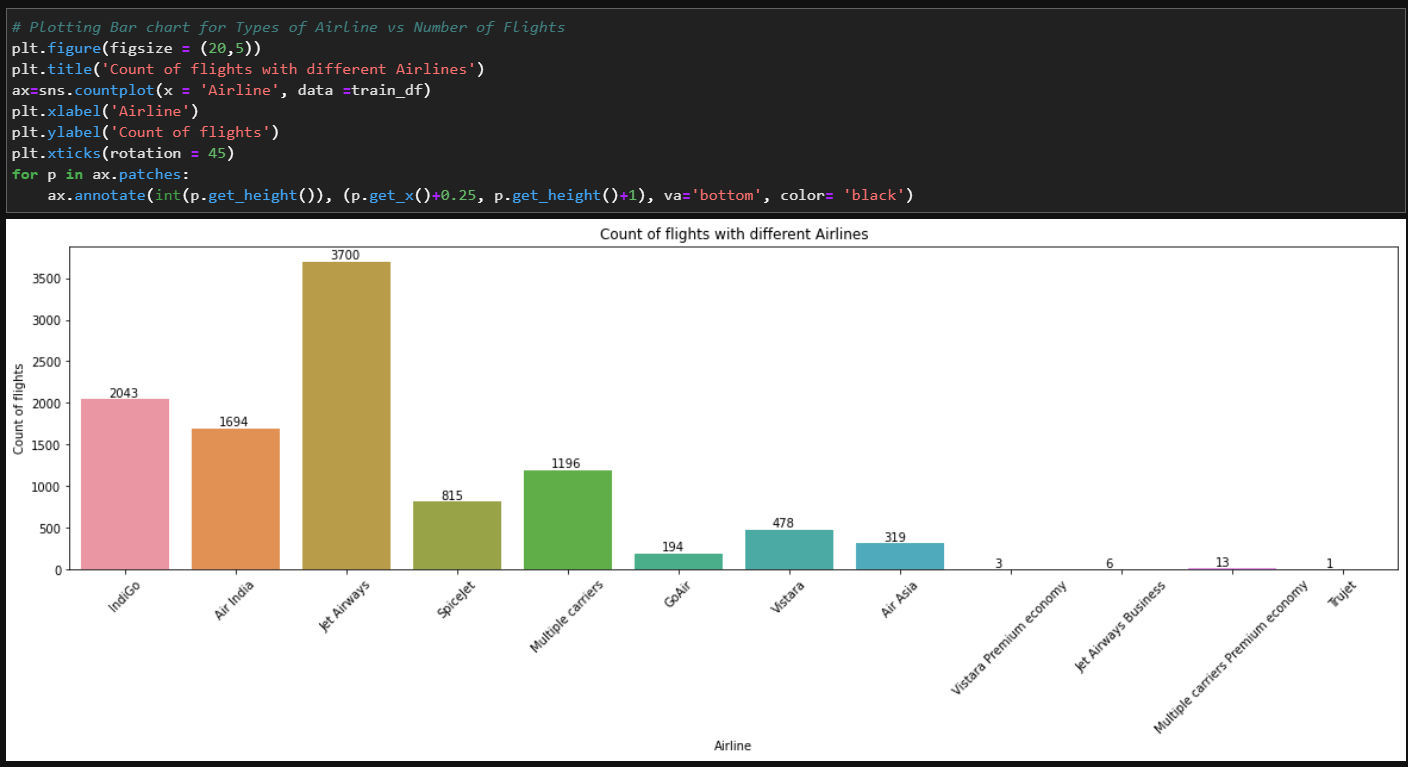 # Plotting Bar chart for Types of Airline vs Number of Flights
plt.figure(figsize = (20,5))
plt.title('Count of flights with different Airlines')
ax=sns.countplot(x = 'Airline', data =train_df)
plt.xlabel('Airline')
plt.ylabel('Count of flights')
plt.xticks(rotation = 45)
for p in ax.patches:
    ax.annotate(int(p.get_height()), (p.get_x()+0.25, p.get_height()+1), va='bottom', color= 'black')
Count of flights with different Airlines
Count of flights
3500
3000
2500
2000
1500
1000
500
0
2043
1694
3700
815
1196
194
478
319
3
6
13
1
IndiGo
Air India
Jet Airways
SpiceJet
Multiple carriers
GoAir
Vistara
Air Asia
Vistara Premium economy
Jet Airways Business
Multiple carriers Premium economy
Trujet
Airline